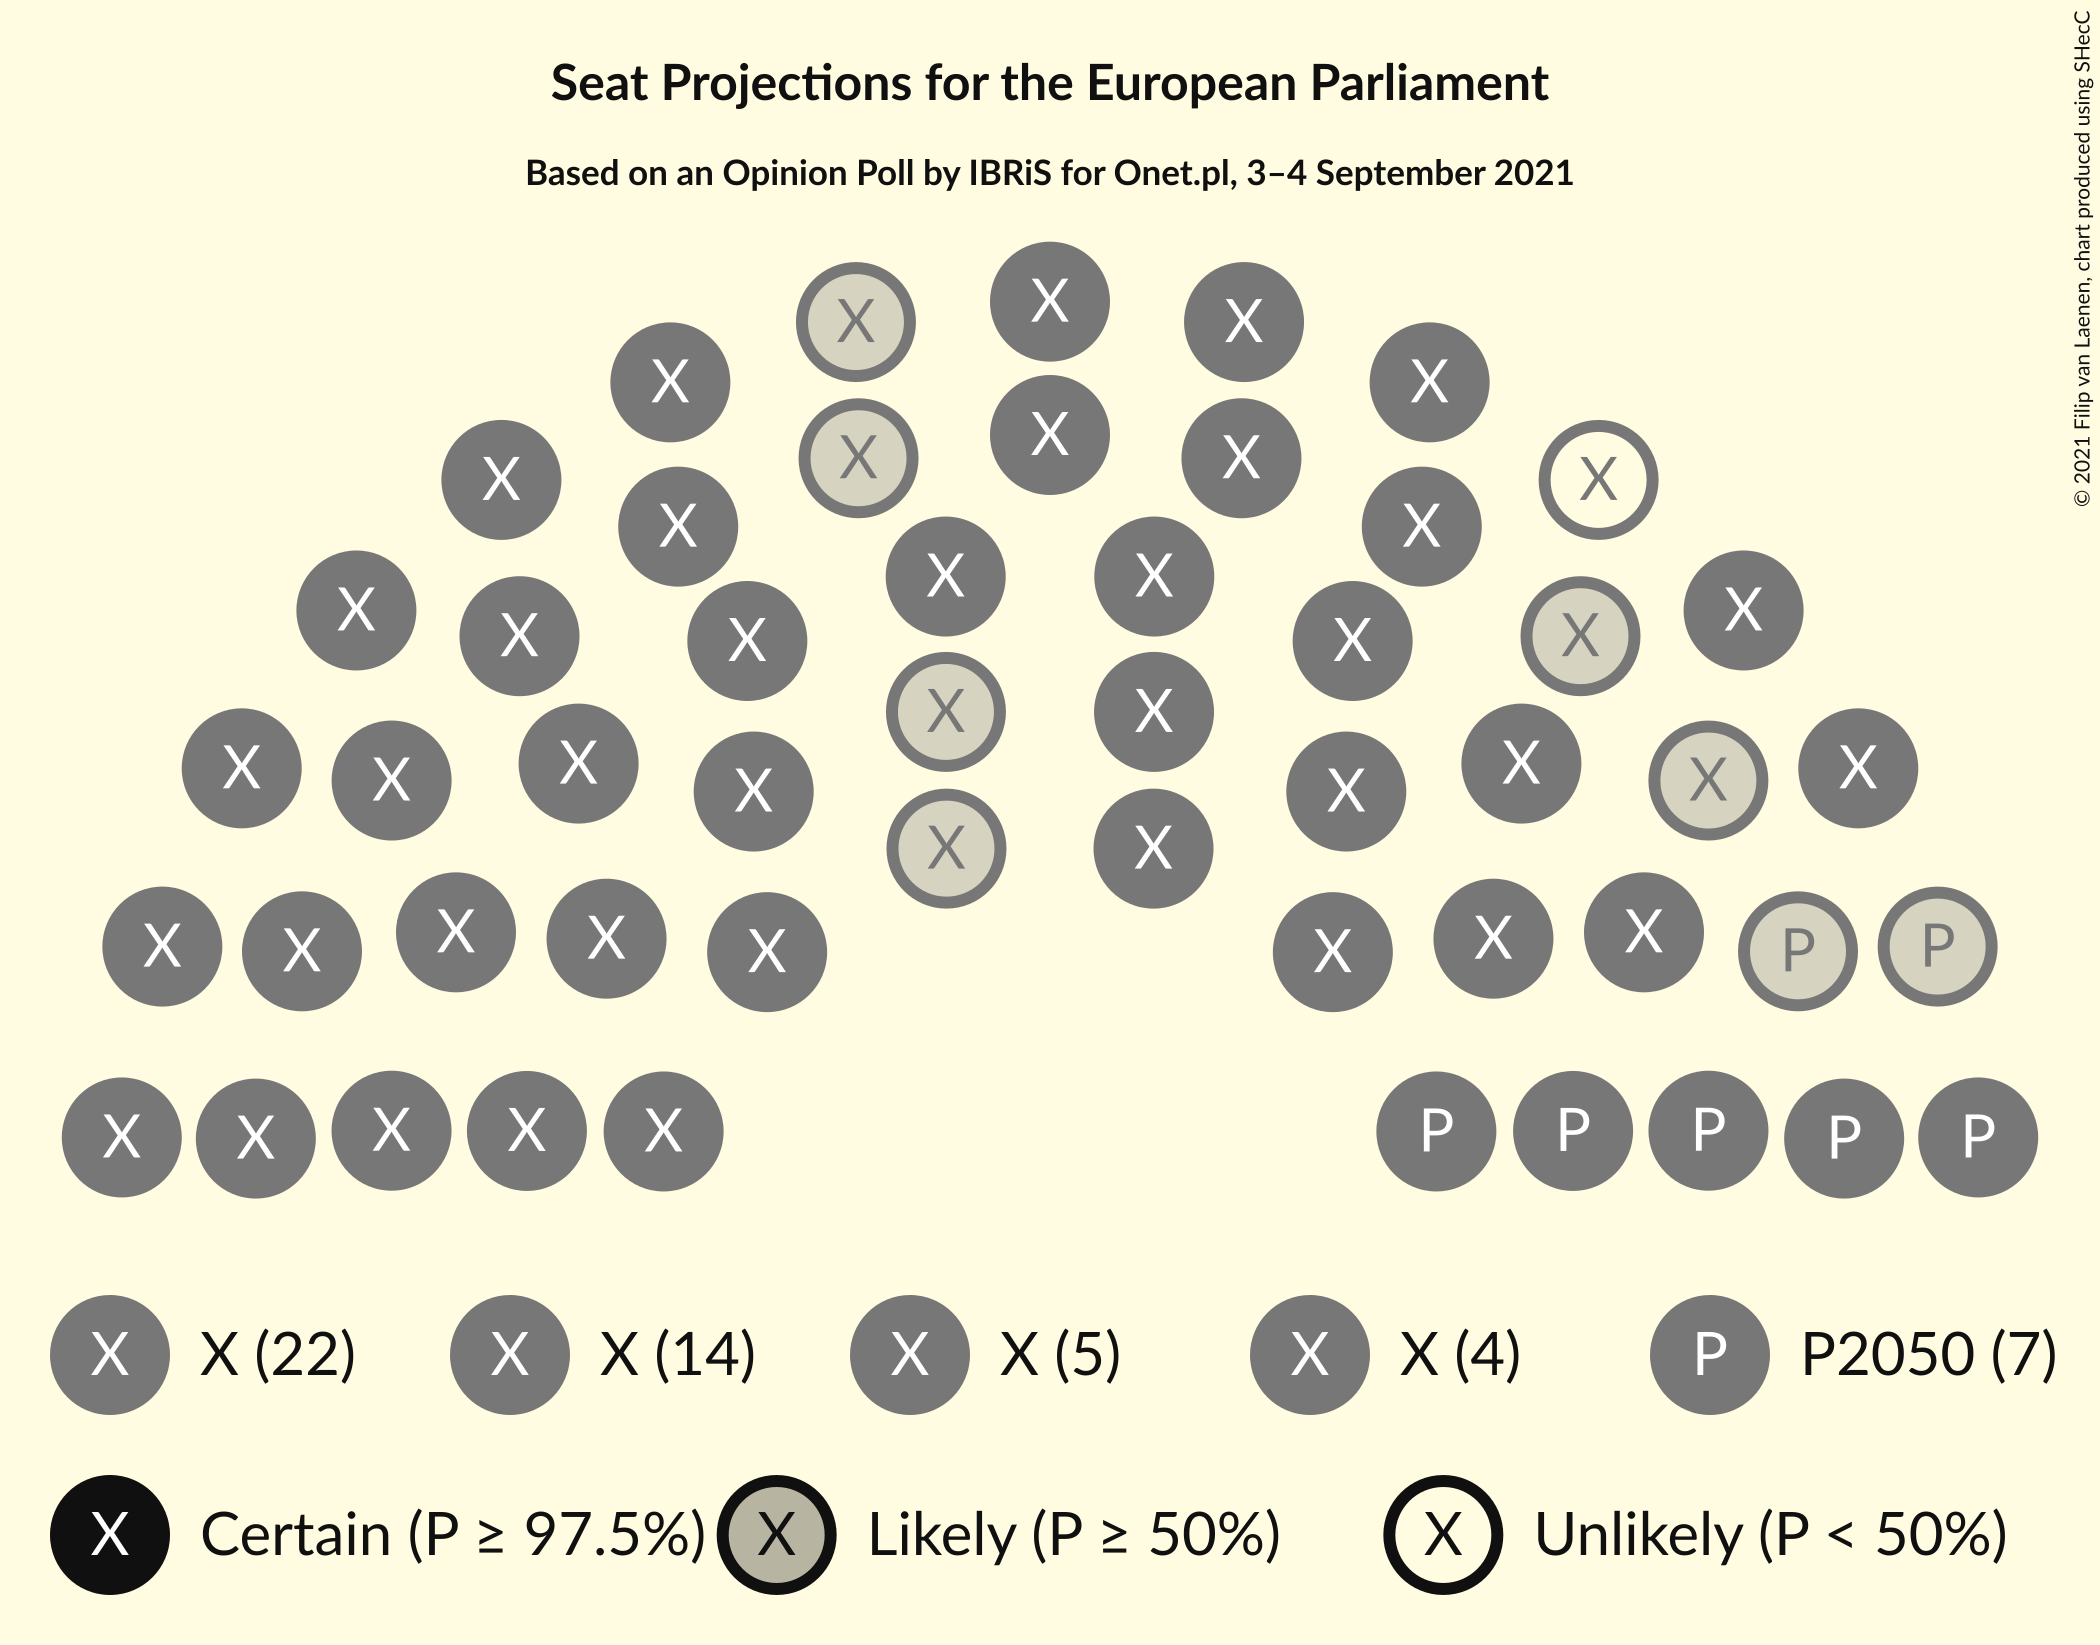 Seat Projections for the European Parliament
Based on an Opinion Poll by IBRiS for Onet.pl, 3–4 September 2021
© 2021 Filip van Laenen, chart produced using SHecC
X
X X
X X
X
X X
X X
X X
X X
X X
X X
X X
X X
X X
X X
X X X X
X X
X X X X
X X
X X X X X X P P
X X
X X X X X P P P P P
X X (22) X X (14) X X (5) X X (4) P P2050 (7)
X Certain (P ≥ 97.5%) X Likely (P ≥ 50%) X Unlikely (P < 50%)